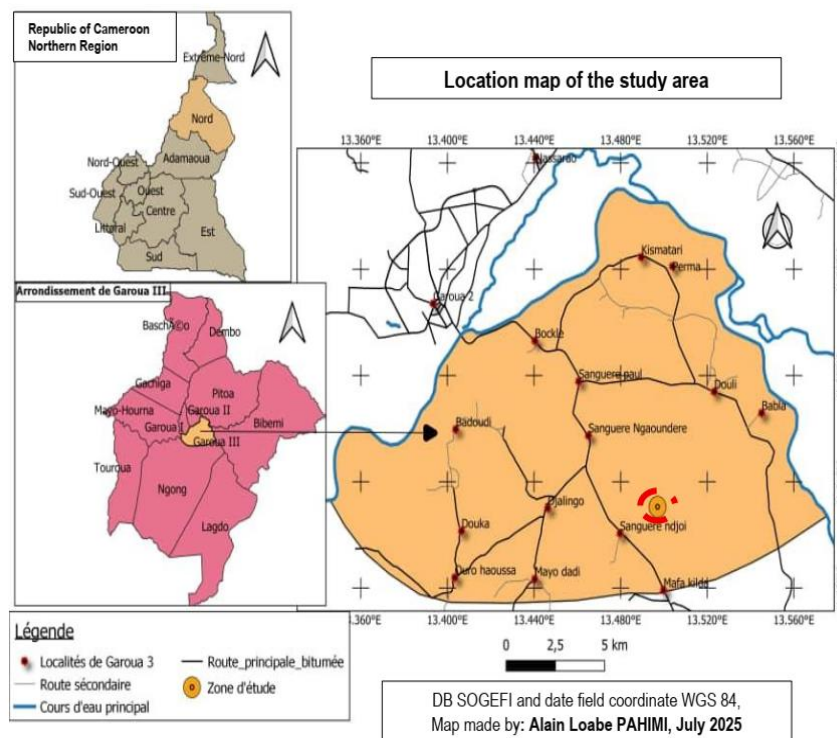 Republic of Cameroon
Northern Region
Extrême-Nord
Nord
Adamaoua
Nord-Ouest
Ouest
Sud-Ouest
Centre
Littoral
Est
Sud
Arrondissement de Garoua III
BaschÃ©o
Dembo
Gachiga
Pitoa
Mayo-Hourna
Garoua II
Garoua I
Bibemi
Garoua III
Touroua
Ngong
Lagdo
Location map of the study area
13.360°E 13.400°E 13.440°E 13.480°E 13.520°E 13.560°E
Nassarao
Kismatari
Perma
Garoua 2
Bockle
Sanguere paul
Douli
Babla
Badoudi
Sanguere Ngaoundere
Djalingo
Sanguere ndjoi
Douka
Ouro haoussa
Mayo dadi
Mafa kilda
13.360°E 13.400°E 13.440°E 13.480°E 13.520°E 13.560°E
Légende
Localités de Garoua 3
Route_principale_bitumée
Route sécondaire
Zone d'étude
Cours d'eau principal
0 2,5 5 km
DB SOGEFI and date field coordinate WGS 84,
Map made by: Alain Loabe PAHIMI, July 2025